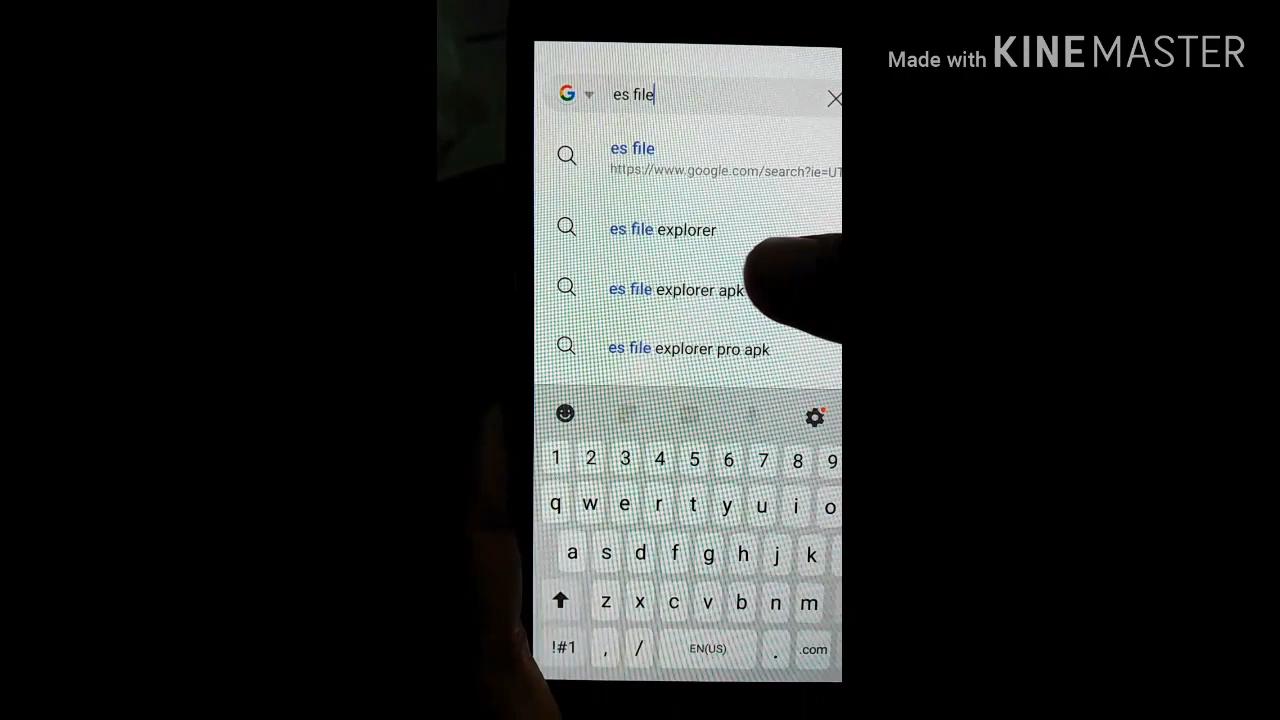 Made with KINEMASTER
es file
es file
https://www.google.com/search?ie=UT
es file explorer
es file explorer apk
es file explorer pro apk
1 2 3 4 5 6 7 8 9
q w e r t y u i o
a s d f g h j k
z x c v b n m
!#1 , / EN(US) . .com